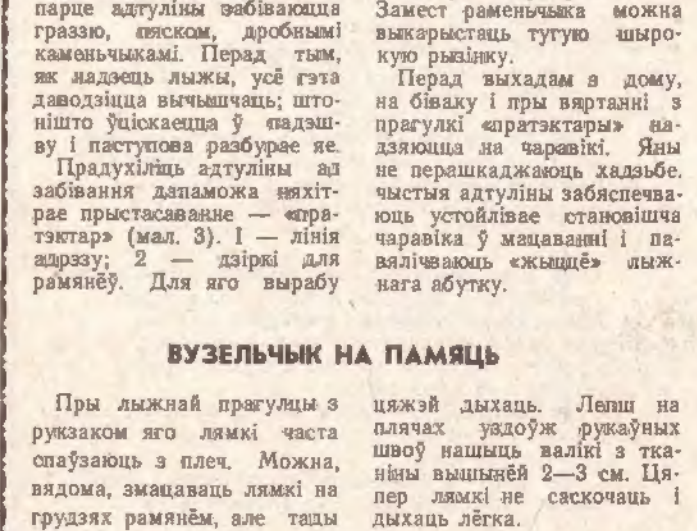 парце адтуліны забіваюцца
граззю, пяском, дробнымі
каменьчыкамі. Перад тым,
як надзець лыжы, усё гэта
даводзіцца вычышчаць; што-
нішто ўціскаецца ў падэш-
ву і паступова разбурае яе.
Прадухіліць адтуліны ад
забівання дапаможа няхіт-
рае прыстасаванне — «пра-
тэктар» (мал. 3). І — лінія
адрэзу; 2 — дзіркі для
рамянёў. Для яго вырабу
Замест раменьчыка можна
выкарыстаць тугую шыро-
кую рызінку.
Перад выхадам з дому,
на біваку і пры вяртанні з
прагулкі «пратэктары» на-
дзяюцца на чаравікі. Яны
не перашкаджаюць хадзьбе.
чыстыя адтуліны забяспечва-
юць устойлівае становішча
чаравіка ў мацаванні і па-
вялічваюць «жыццё» лыж-
нага абутку.
ВУЗЕЛЬЧЫК НА ПАМЯЦЬ
Пры лыжнай прагулцы з
рукзаком яго лямкі часта
спаўзаюць з плеч. Можна,
вядома, змацаваць лямкі на
грудзях рамянём, але тады
цяжэй дыхаць. Лепш на
плячах уздоўж рукаўных
швоў нашыць валікі з тка-
ніны вышынёй 2—3 см. Ця-
пер лямкі не саскочаць і
дыхаць лёгка.